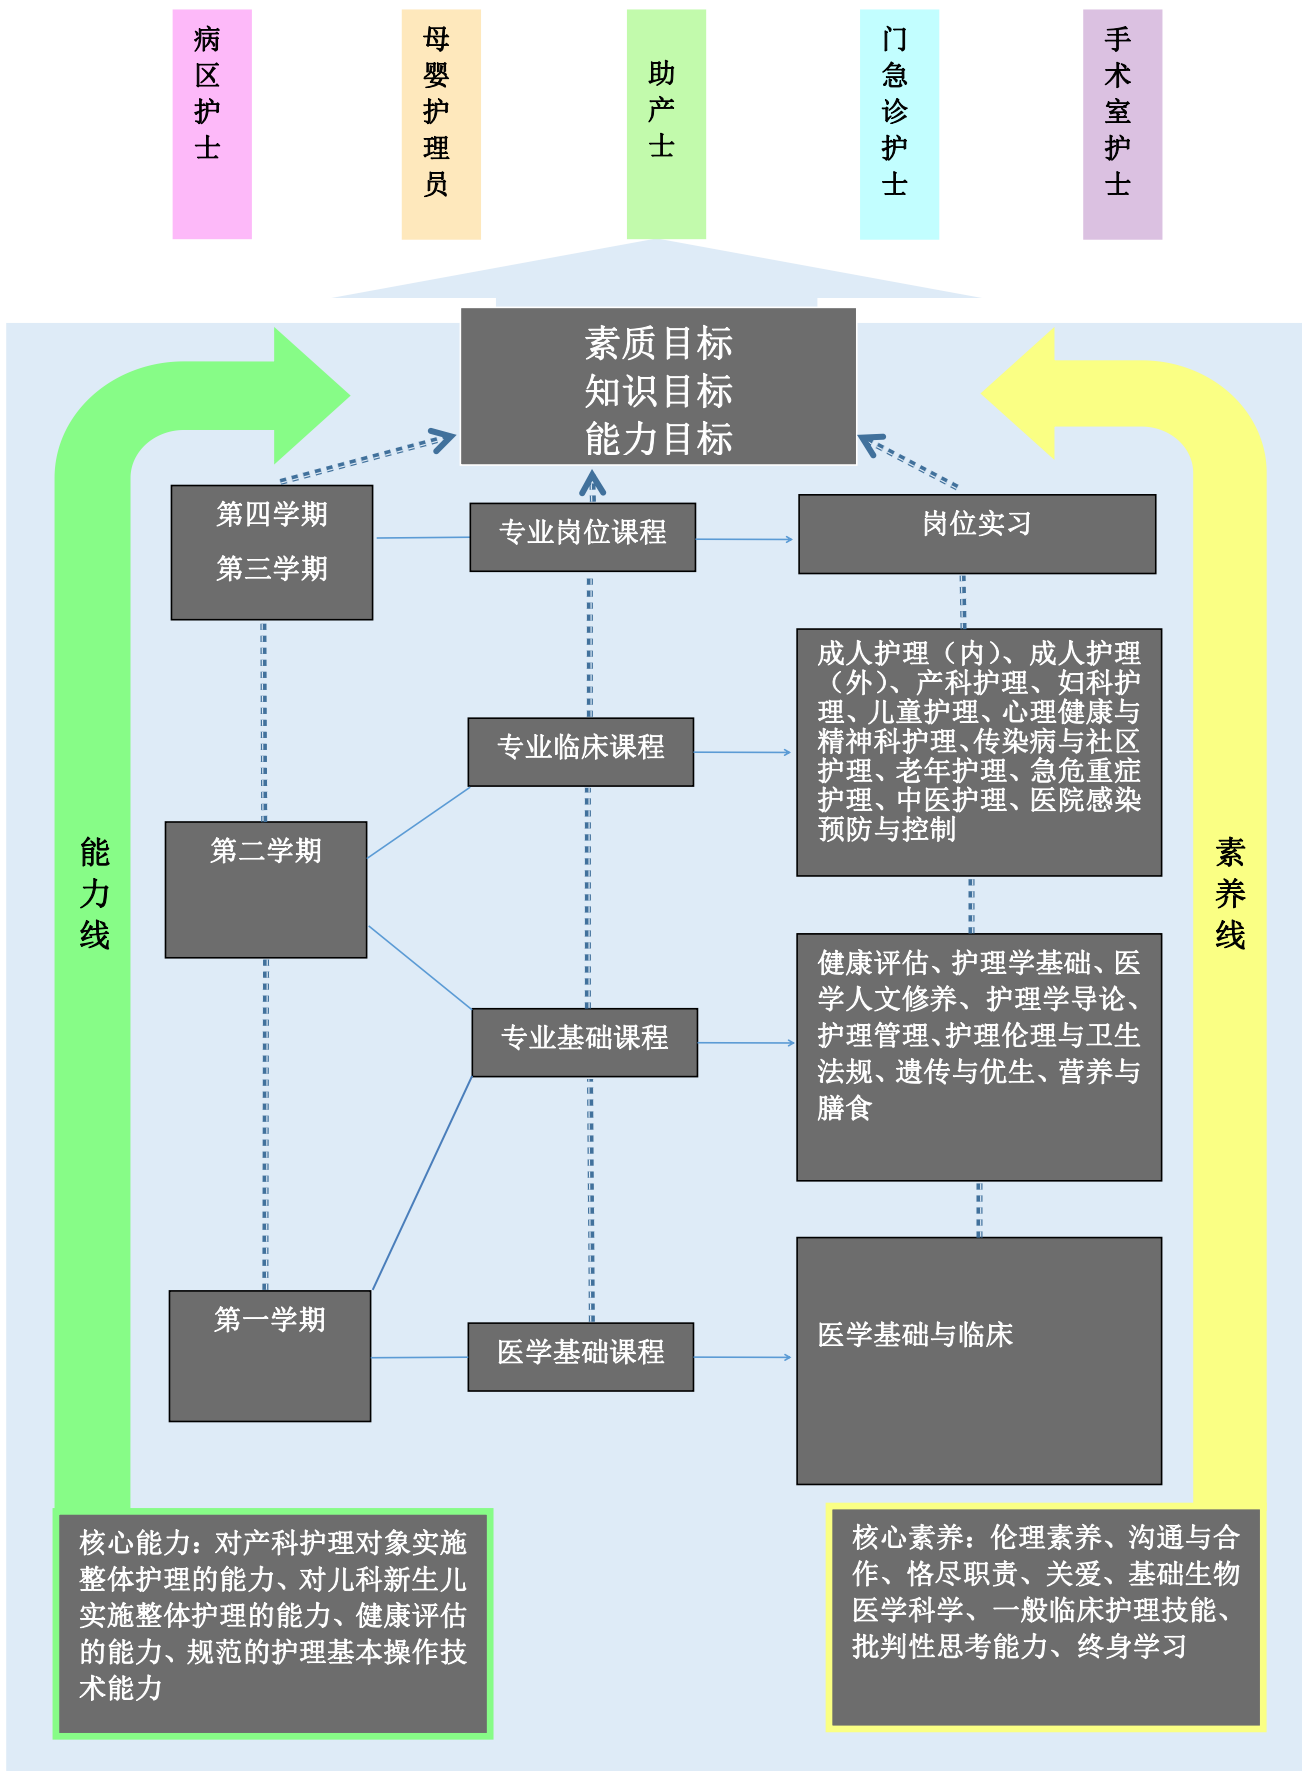 病区护士
母婴护理员
助产士
门急诊护士
手术室护士
素质目标
知识目标
能力目标
第四学期
第三学期
专业岗位课程
岗位实习
成人护理（内）、成人护理
（外）、产科护理、妇科护
理、儿童护理、心理健康与
精神科护理、传染病与社区
护理、老年护理、急危重症
护理、中医护理、医院感染
预防与控制
专业临床课程
第二学期
能力线
素养线
健康评估、护理学基础、医
学人文修养、护理学导论、
护理管理、护理伦理与卫生
法规、遗传与优生、营养与
膳食
专业基础课程
第一学期
医学基础课程
医学基础与临床
核心能力：对产科护理对象实施
整体护理的能力、对儿科新生儿
实施整体护理的能力、健康评估
的能力、规范的护理基本操作技
术能力
核心素养：伦理素养、沟通与合
作、恪尽职责、关爱、基础生物
医学科学、一般临床护理技能、
批判性思考能力、终身学习